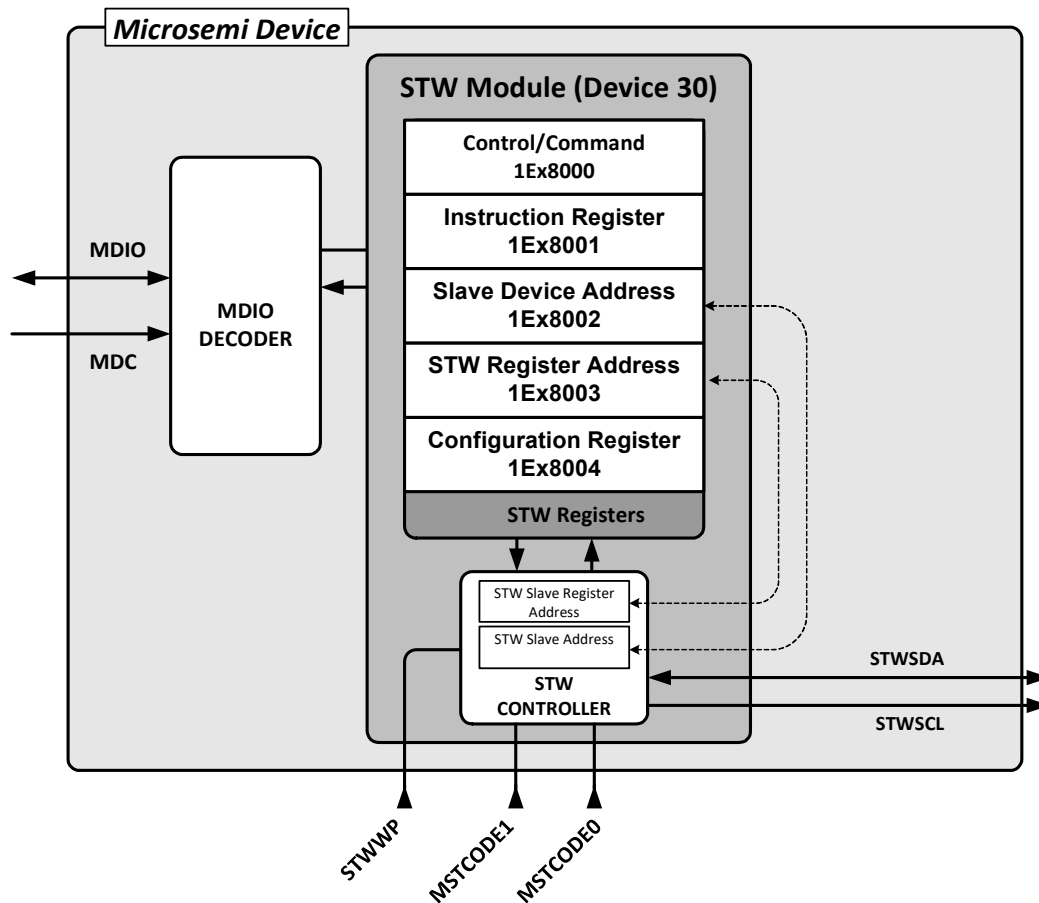 Microsemi Device
STW Module (Device 30)
Control/Command
1Ex8000
Instruction Register
1Ex8001
Slave Device Address
1Ex8002
STW Register Address
1Ex8003
Configuration Register
1Ex8004
STW Registers
MDIO
MDC
MDIO
DECODER
STW Slave Register
Address
STW Slave Address
STW
CONTROLLER
STWSDA
STWSCL
STWWP
MSTCODE1
MSTCODE0